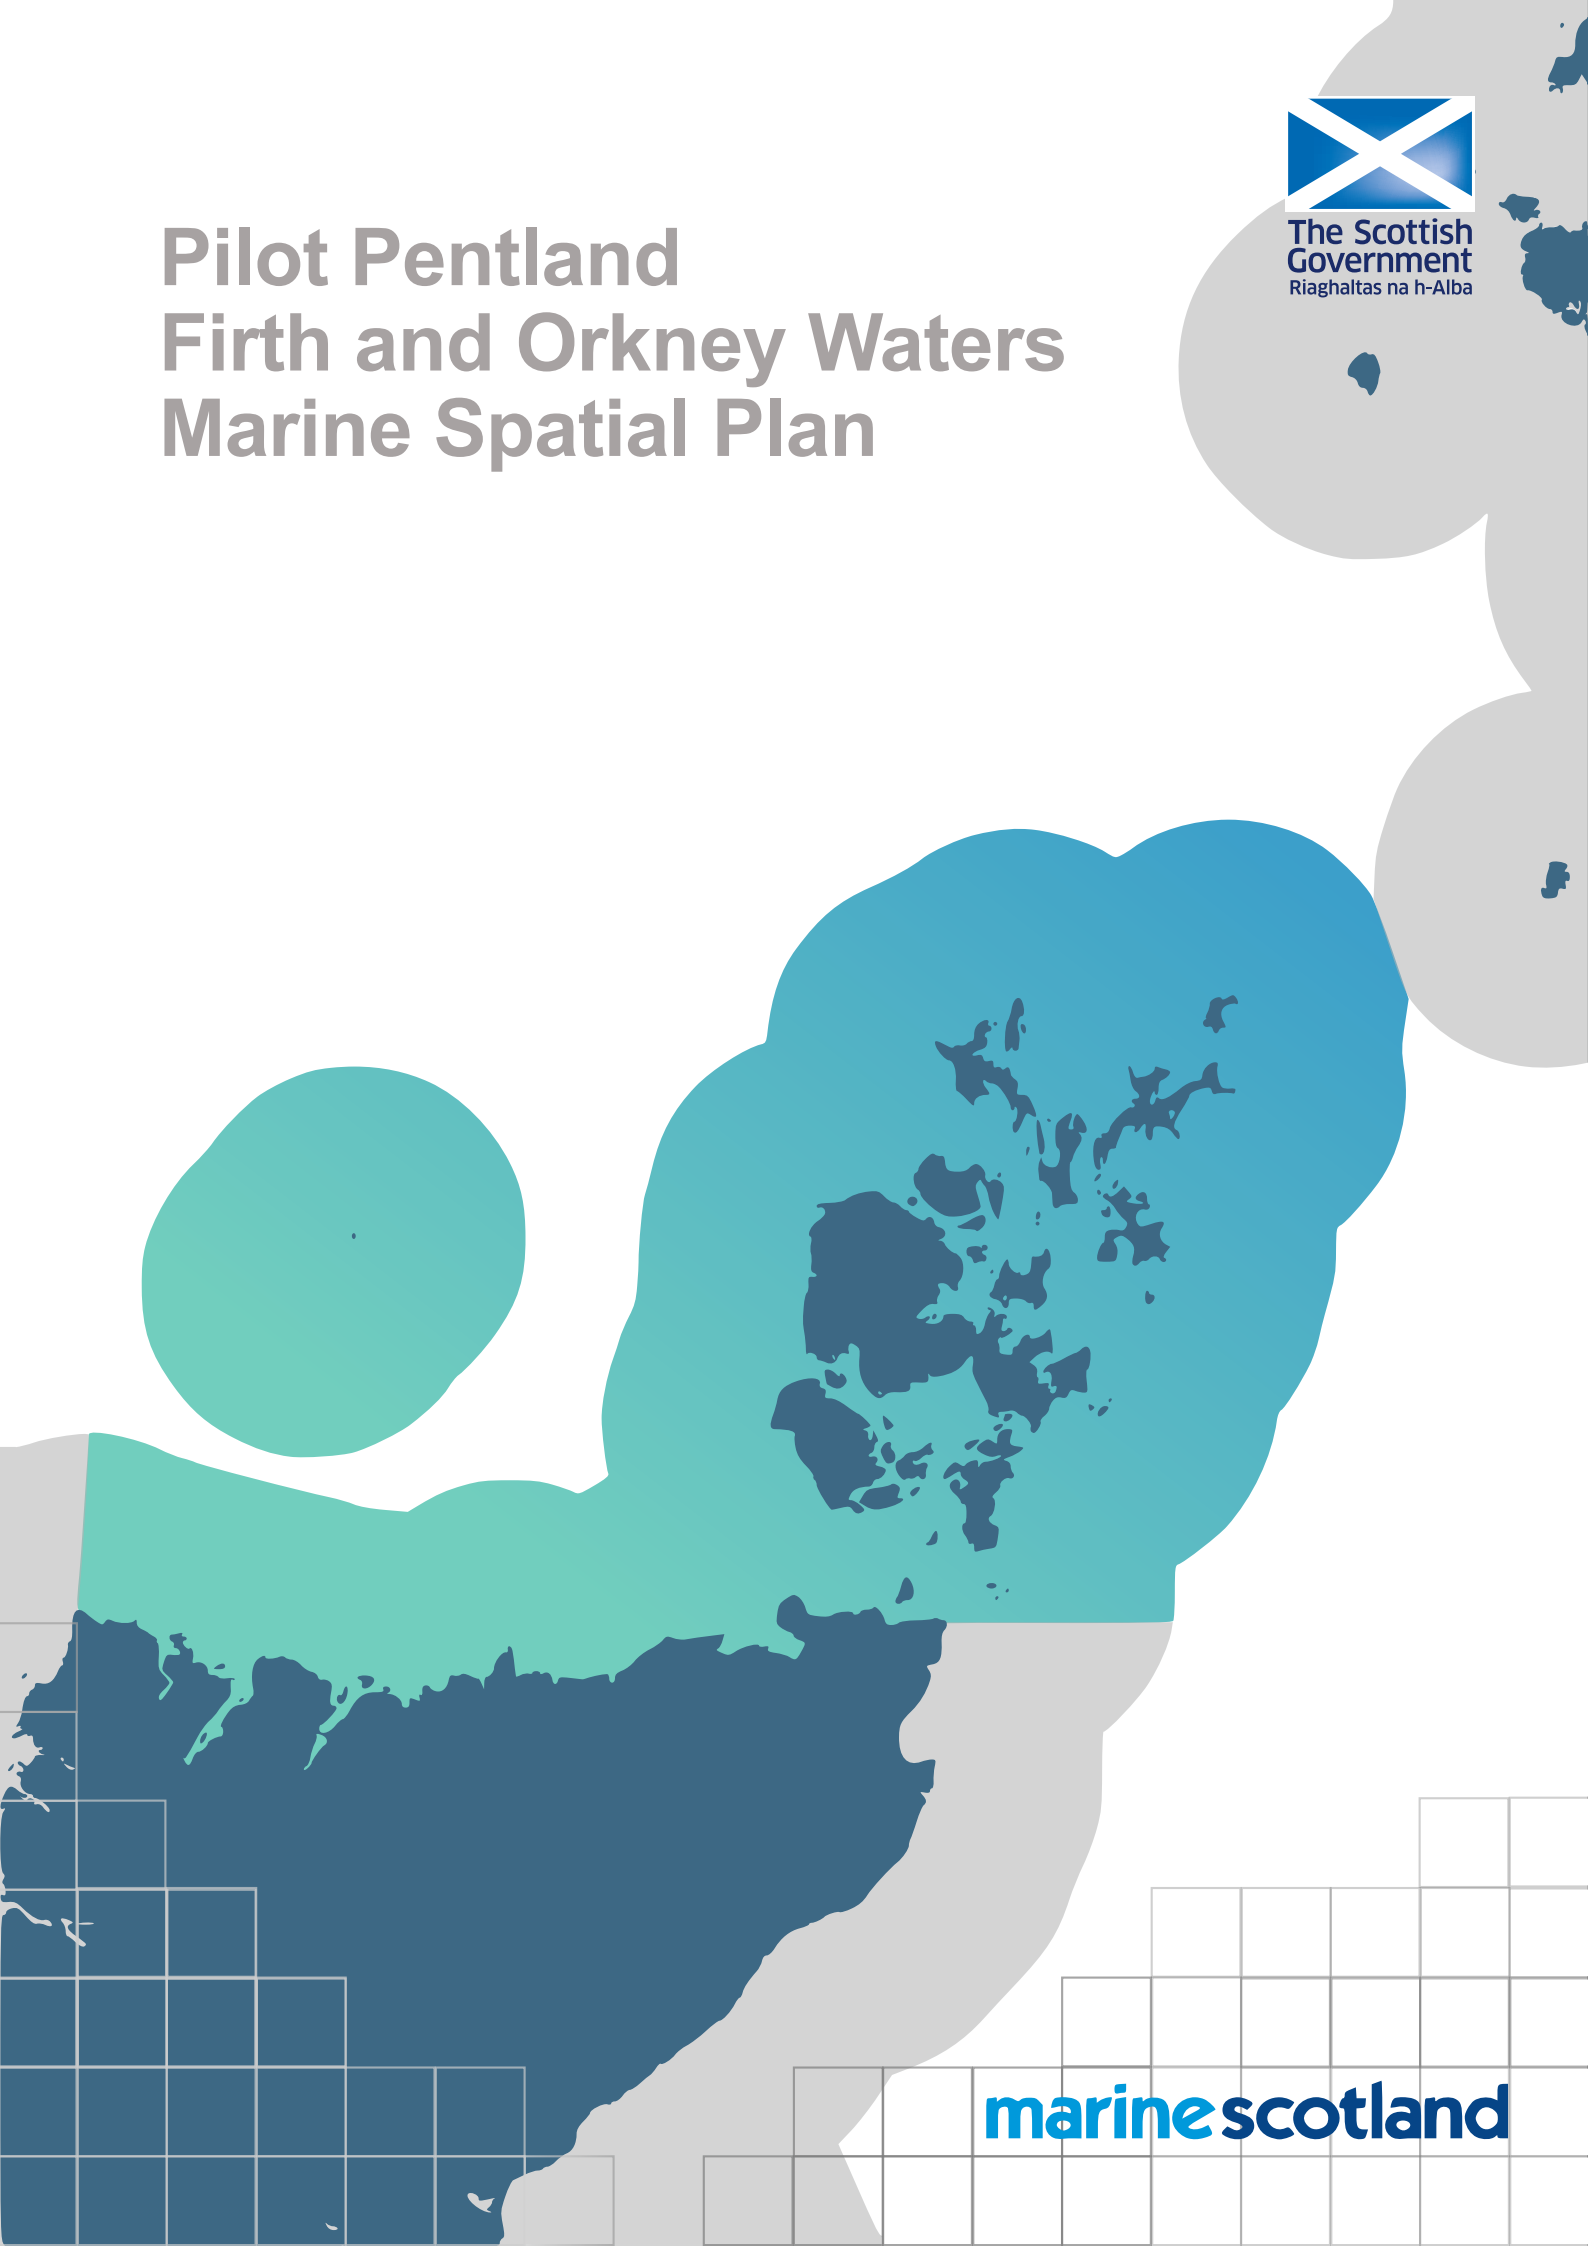 Pilot Pentland
Firth and Orkney Waters
Marine Spatial Plan
The Scottish
Government
Riaghaltas na h-Alba
marinescotland